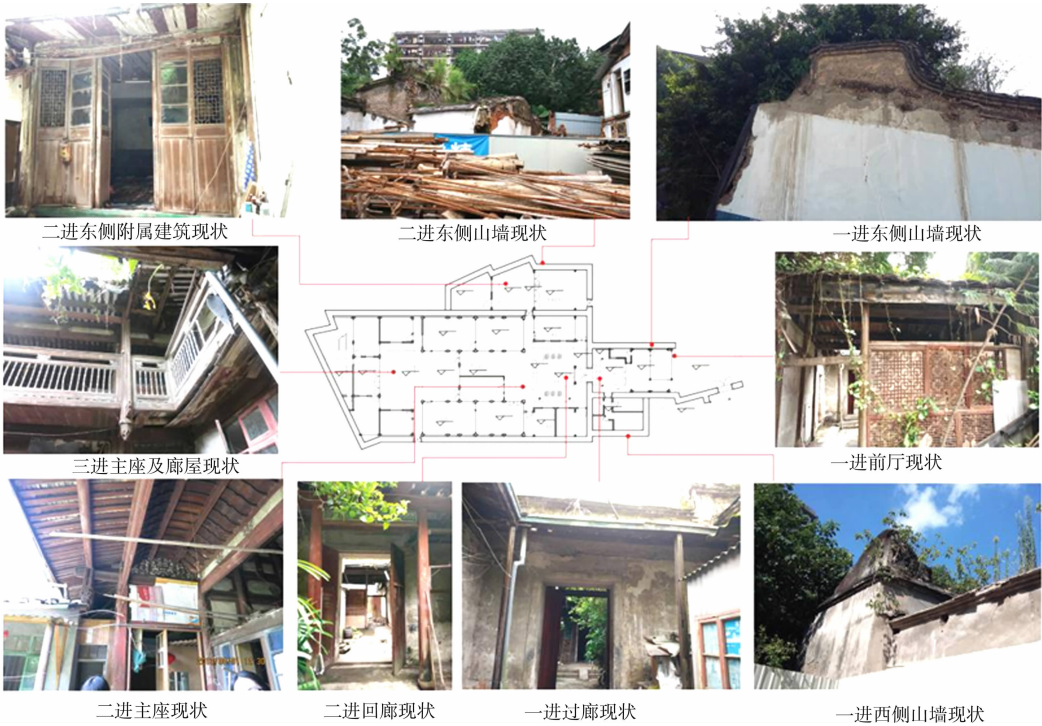 二进东侧附属建筑现状
二进东侧山墙现状
一进东侧山墙现状
三进主座及廊屋现状
一进前厅现状
二进主座现状
二进回廊现状
一进过廊现状
一进西侧山墙现状